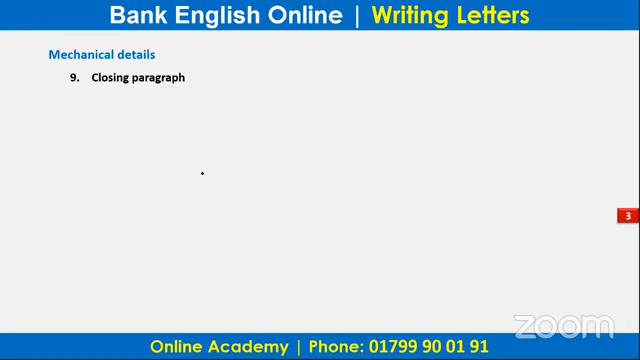 Bank English Online | Writing Letters
Mechanical details
9. Closing paragraph
3
zoom
Online Academy | Phone: 01799 90 01 91